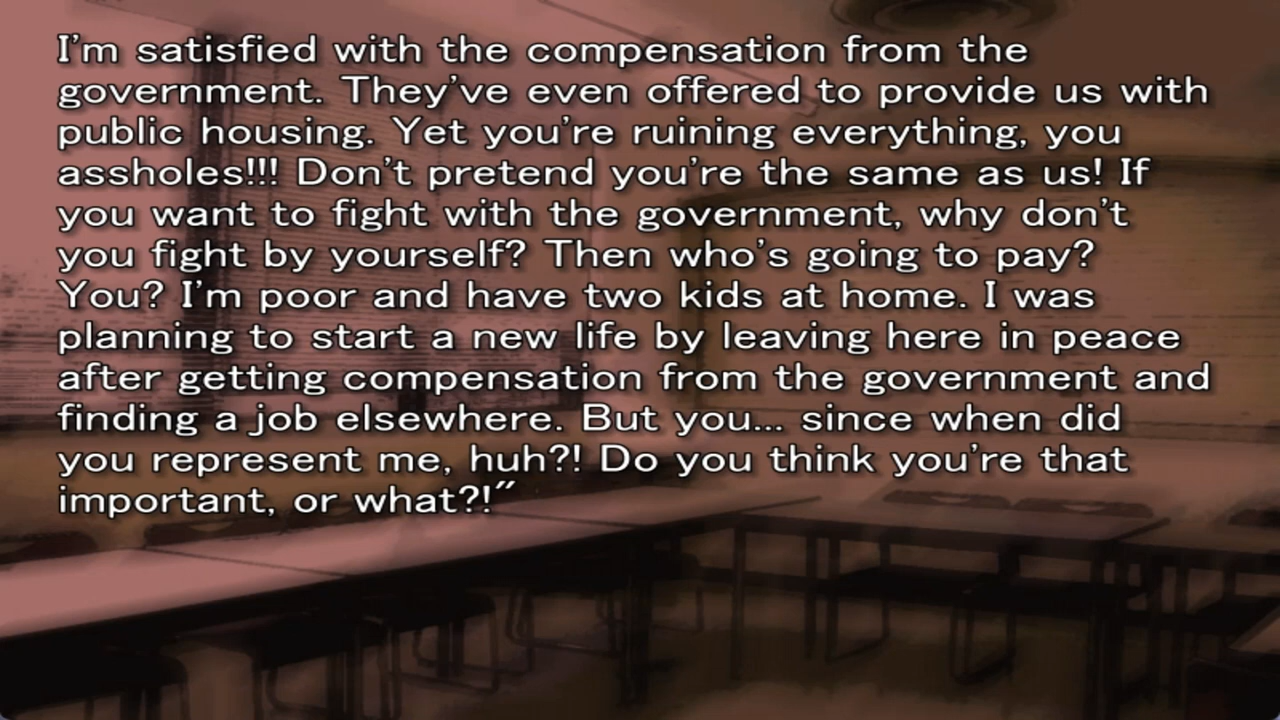 I'm satisfied with the compensation from the
government. They've even offered to provide us with
public housing. Yet you're ruining everything, you
assholes!!! Don't pretend you're the same as us! If
you want to fight with the government, why don't
you fight by yourself? Then who's going to pay?
You? I'm poor and have two kids at home. I was
planning to start a new life by leaving here in peace
after getting compensation from the government and
finding a job elsewhere. But you... since when did
you represent me, huh?! Do you think you're that
important, or what?!"